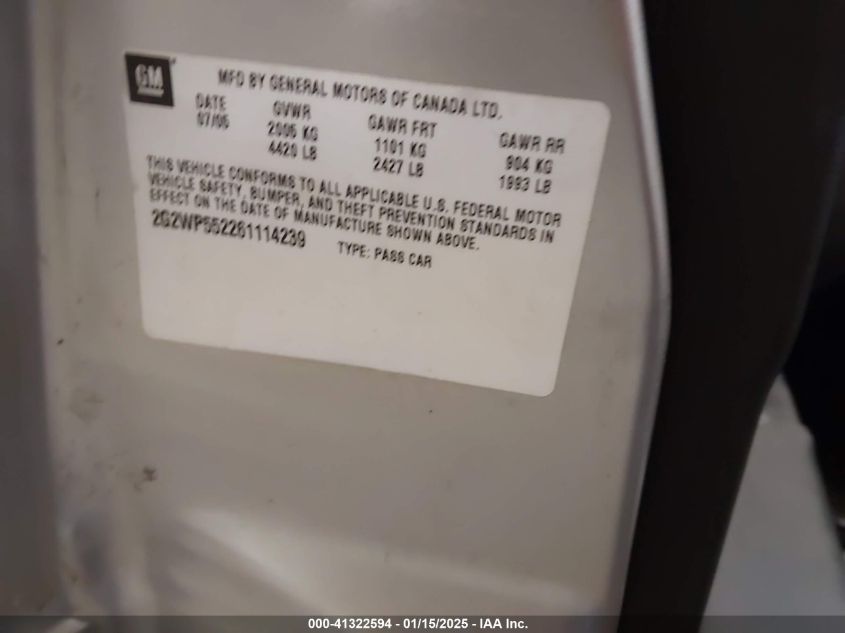 GM
MFD BY GENERAL MOTORS OF CANADA LTD.
DATE GVWR GAWR FRT GAWR RR
07/05 2005 KG 1101 KG 904 KG
4420 LB 2427 LB 1993 LB
THIS VEHICLE CONFORMS TO ALL APPLICABLE U.S. FEDERAL MOTOR
VEHICLE SAFETY, BUMPER, AND THEFT PREVENTION STANDARDS IN
EFFECT ON THE DATE OF MANUFACTURE SHOWN ABOVE.
2G2WP552261114239 TYPE: PASS CAR
000-41322594 - 01/15/2025 - IAA Inc.